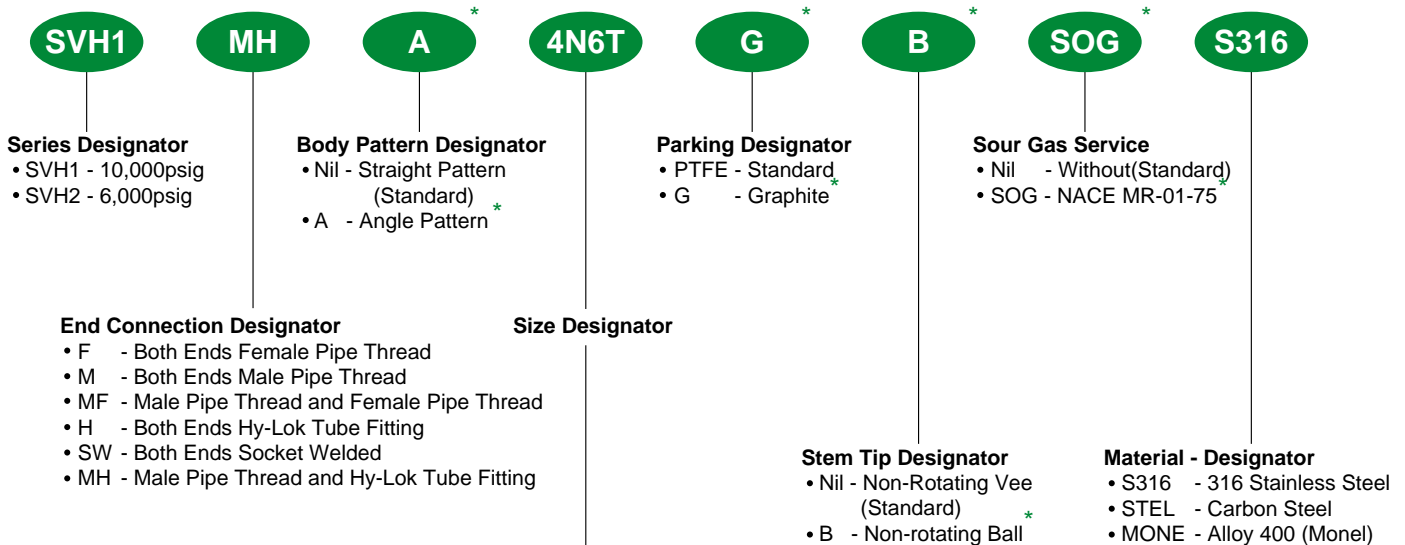 SVH1 MH A* 4N6T G* B* SOG* S316
Series Designator
• SVH1 - 10,000psig
• SVH2 - 6,000psig
Body Pattern Designator
• Nil - Straight Pattern
(Standard)
• A - Angle Pattern*
Parking Designator
• PTFE - Standard
• G - Graphite*
Sour Gas Service
• Nil - Without(Standard)
• SOG - NACE MR-01-75*
End Connection Designator
• F - Both Ends Female Pipe Thread
• M - Both Ends Male Pipe Thread
• MF - Male Pipe Thread and Female Pipe Thread
• H - Both Ends Hy-Lok Tube Fitting
• SW - Both Ends Socket Welded
• MH - Male Pipe Thread and Hy-Lok Tube Fitting
Size Designator
Stem Tip Designator
• Nil - Non-Rotating Vee
(Standard)
• B - Non-rotating Ball*
Material - Designator
• S316 - 316 Stainless Steel
• STEL - Carbon Steel
• MONE - Alloy 400 (Monel)